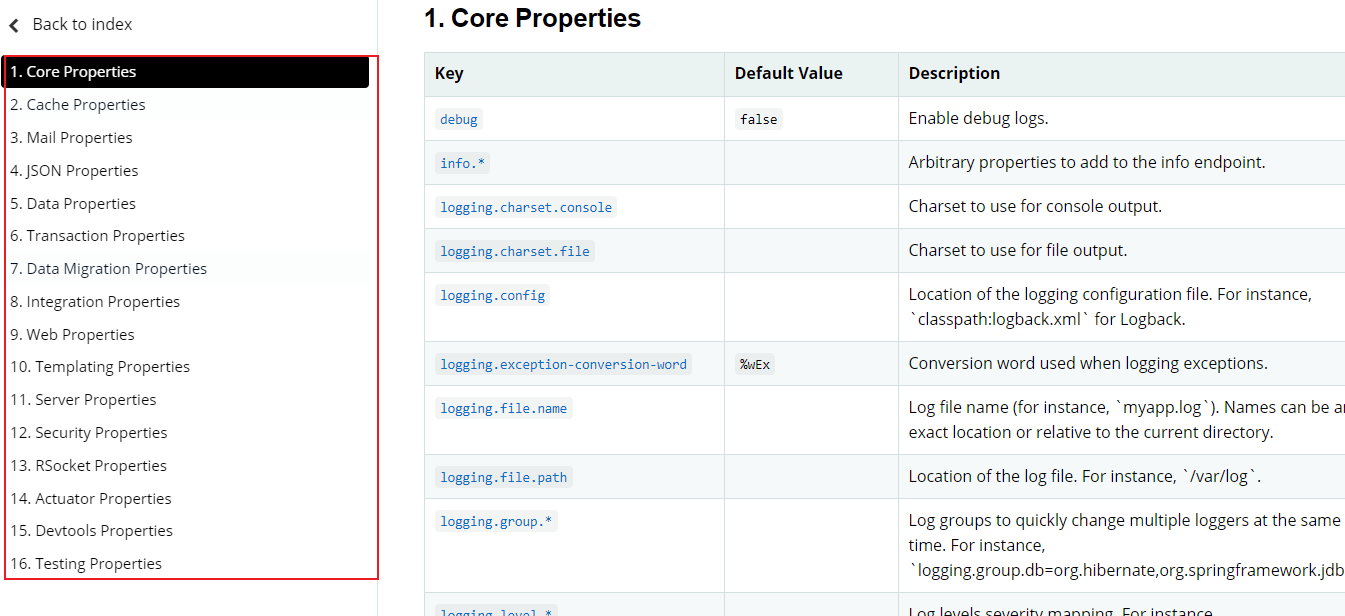 Back to index
1. Core Properties
2. Cache Properties
3. Mail Properties
4. JSON Properties
5. Data Properties
6. Transaction Properties
7. Data Migration Properties
8. Integration Properties
9. Web Properties
10. Templating Properties
11. Server Properties
12. Security Properties
13. RSocket Properties
14. Actuator Properties
15. Devtools Properties
16. Testing Properties
1. Core Properties
Key Default Value Description
debug false Enable debug logs.
info.* Arbitrary properties to add to the info endpoint.
logging.charset.console Charset to use for console output.
logging.charset.file Charset to use for file output.
logging.config Location of the logging configuration file. For instance,
`classpath:logback.xml` for Logback.
logging.exception-conversion-word %wEx Conversion word used when logging exceptions.
logging.file.name Log file name (for instance, `myapp.log`). Names can be
exact location or relative to the current directory.
logging.file.path Location of the log file. For instance, `/var/log`.
logging.group.* Log groups to quickly change multiple loggers at the same
time. For instance,
`logging.group.db=org.hibernate,org.springframework.jdb
logging.level.* Log levels severity mapping. For instance